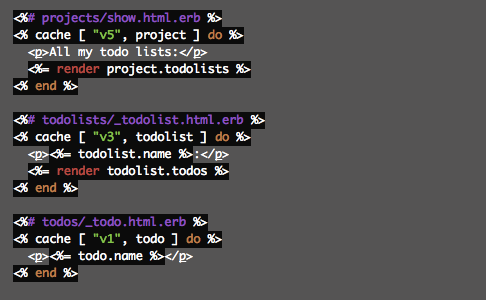 <%# projects/show.html.erb %>
<% cache [ "v5", project ] do %>
  <p>All my todo lists:</p>
  <%= render project.todolists %>
<% end %>

<%# todolists/_todolist.html.erb %>
<% cache [ "v3", todolist ] do %>
  <p><%= todolist.name %>:</p>
  <%= render todolist.todos %>
<% end %>

<%# todos/_todo.html.erb %>
<% cache [ "v1", todo ] do %>
  <p><%= todo.name %></p>
<% end %>